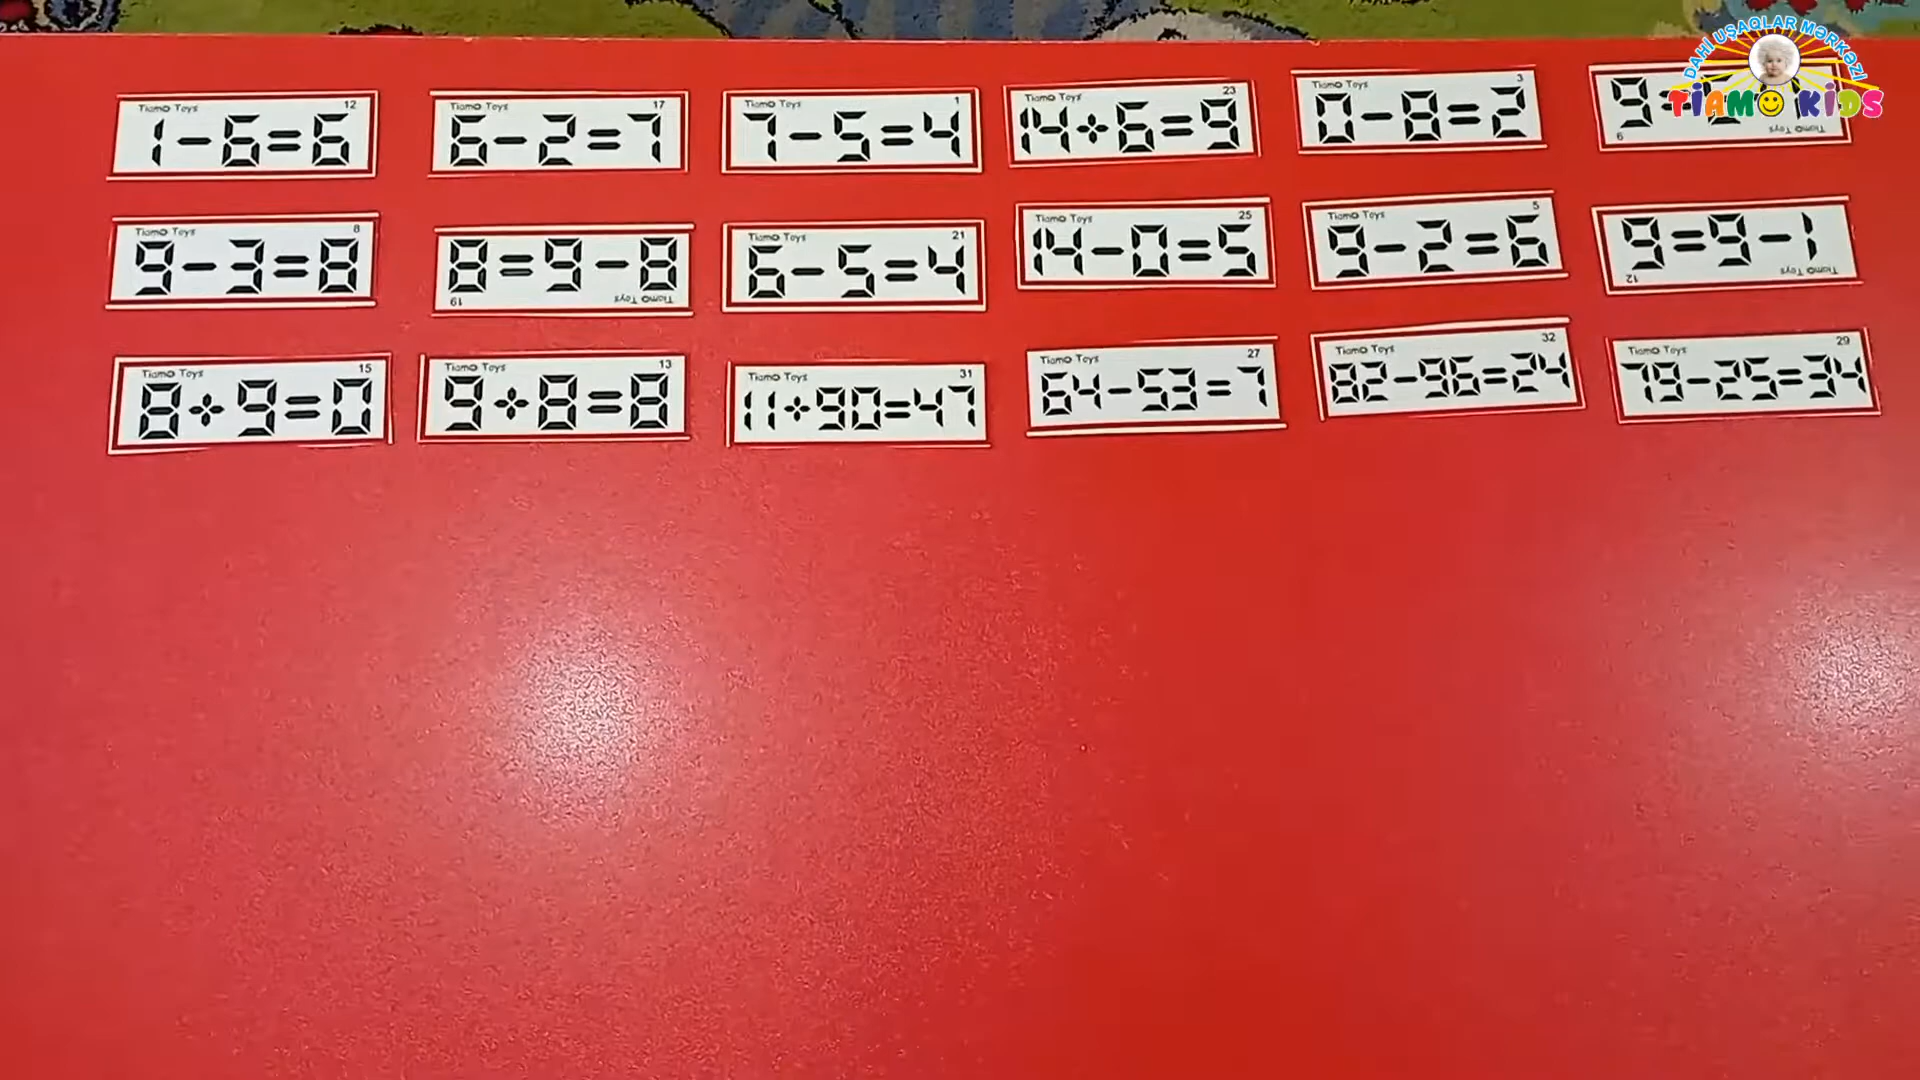 DAHİ UŞAQLAR MƏRKƏZİ
TİAMO KİDS
Tiamo Toys 12
1-6=6
Tiamo Toys 17
6-2=7
Tiamo Toys 1
7-5=4
Tiamo Toys 23
14+6=9
Tiamo Toys 3
0-8=2
9=
6 Tiamo Toys
Tiamo Toys 8
9-3=8
8=9-8
19 Tiamo Toys
Tiamo Toys 21
6-5=4
Tiamo Toys 25
14-0=5
Tiamo Toys 5
9-2=6
9=9-1
12 Tiamo Toys
Tiamo Toys 15
8+9=0
Tiamo Toys 13
9+8=8
Tiamo Toys 31
11+90=47
Tiamo Toys 27
64-53=7
Tiamo Toys 32
82-96=24
Tiamo Toys 29
79-25=34